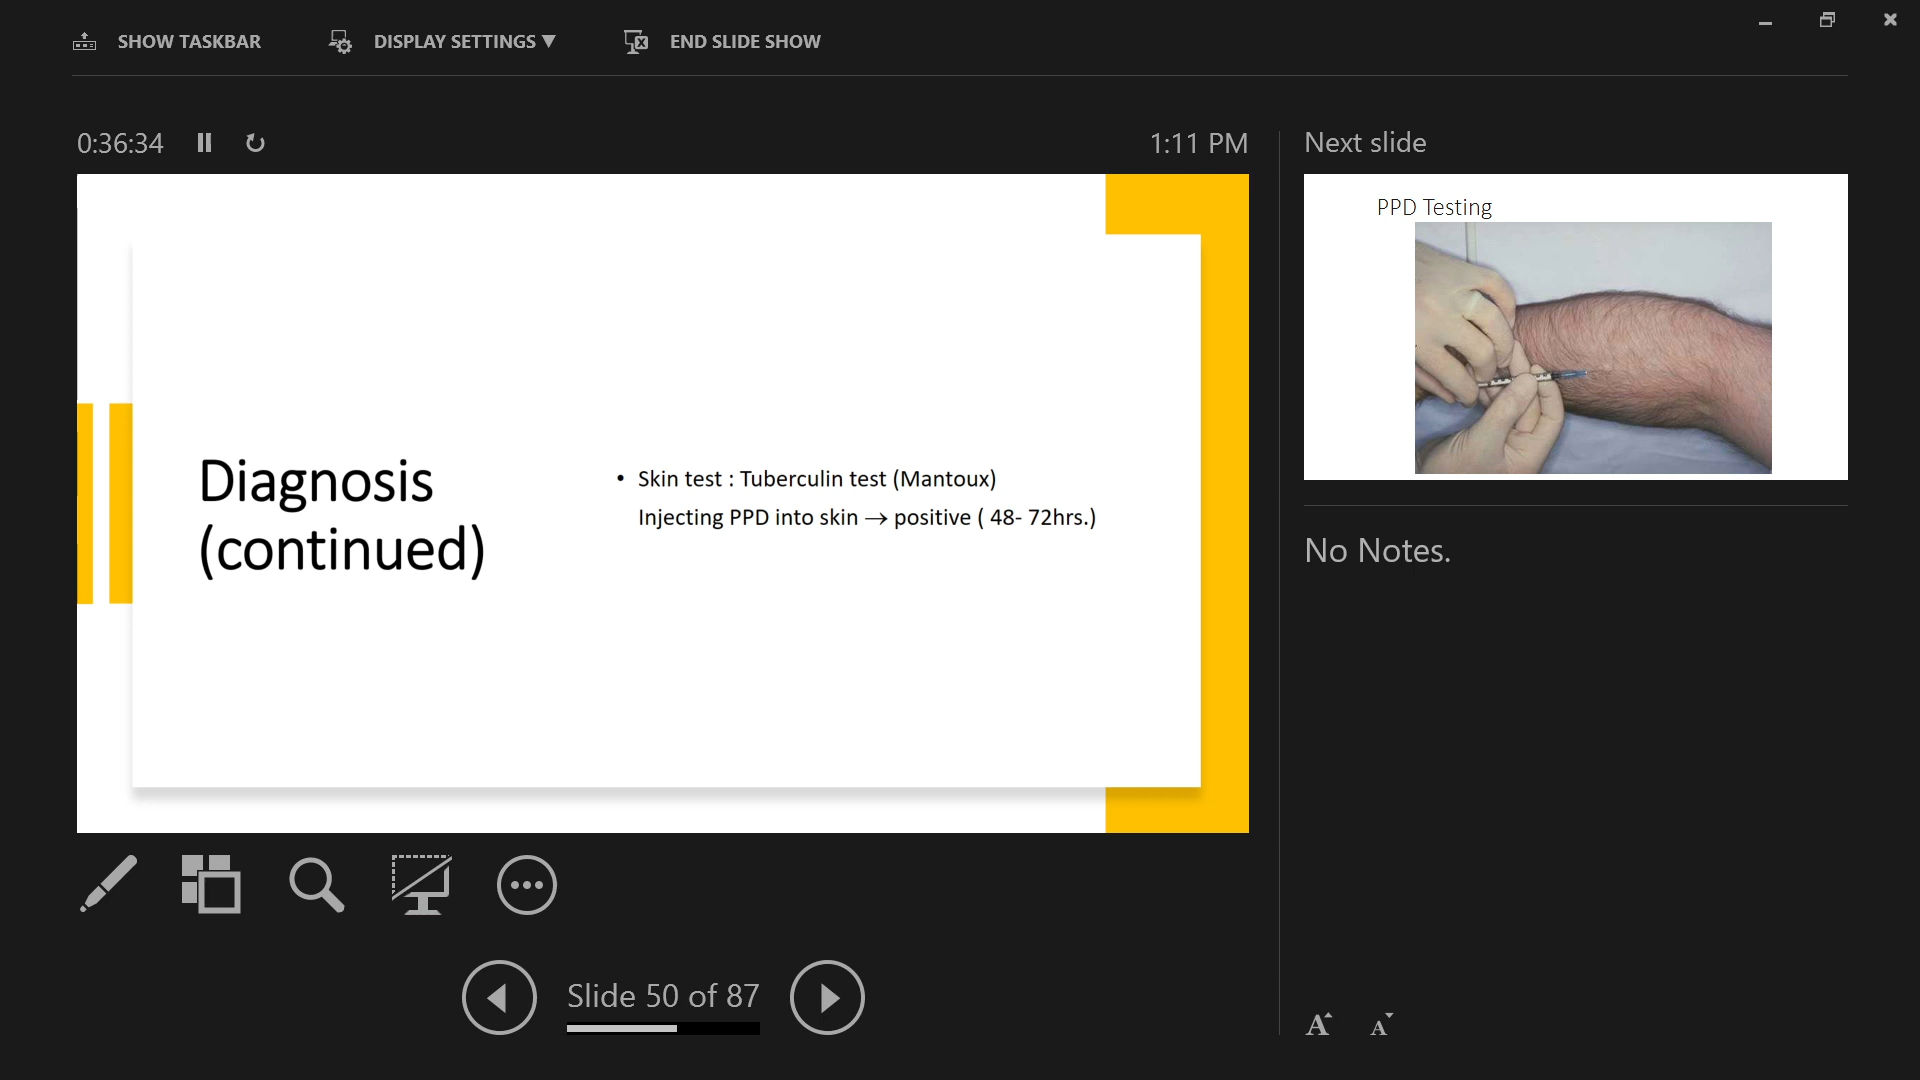 SHOW TASKBAR
DISPLAY SETTINGS ▼
END SLIDE SHOW
0:36:34
1:11 PM
Diagnosis
(continued)
• Skin test : Tuberculin test (Mantoux)
Injecting PPD into skin → positive ( 48- 72hrs.)
Next slide
PPD Testing
No Notes.
Slide 50 of 87
A A